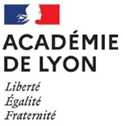 ACADÉMIE
DE LYON
Liberté
Égalité
Fraternité